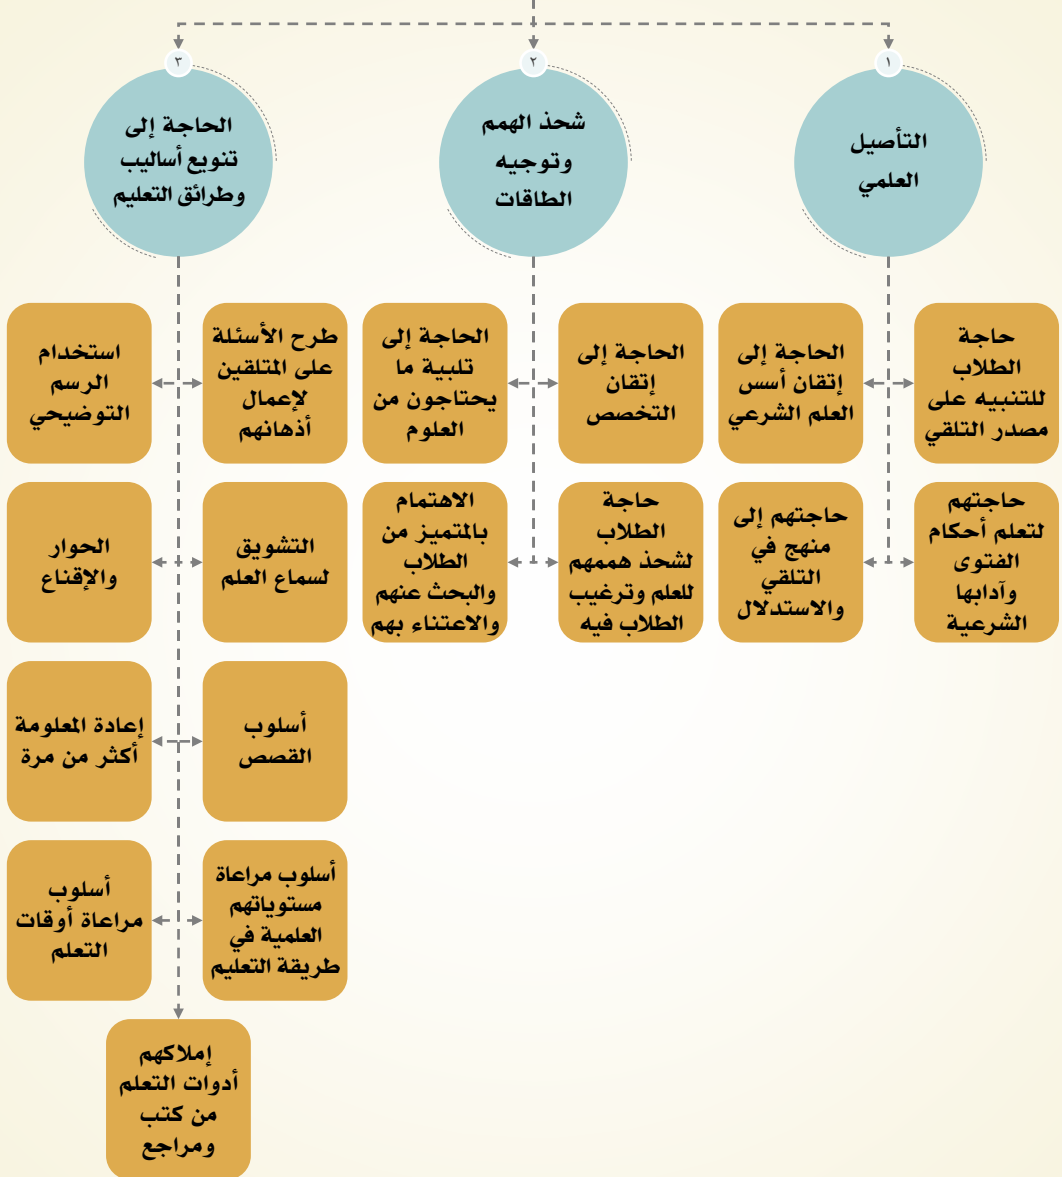 ١
التأصيل
العلمي
٢
شحذ الهمم
وتوجيه
الطاقات
٣
الحاجة إلى
تنويع أساليب
وطرائق التعليم
حاجة
الطلاب
للتنبيه على
مصدر التلقي
الحاجة إلى
إتقان أسس
العلم الشرعي
حاجتهم
لتعلم أحكام
الفتوى
وآدابها
الشرعية
حاجتهم إلى
منهج في
التلقي
والاستدلال
الحاجة إلى
إتقان
التخصص
الحاجة إلى
تلبية ما
يحتاجون من
العلوم
حاجة
الطلاب
لشحذ هممهم
للعلم وترغيب
الطلاب فيه
الاهتمام
بالمتميز من
الطلاب
والبحث عنهم
والاعتناء بهم
طرح الأسئلة
على المتلقين
لإعمال
أذهانهم
استخدام
الرسم
التوضيحي
التشويق
لسماع العلم
الحوار
والإقناع
أسلوب
القصص
إعادة المعلومة
أكثر من مرة
أسلوب مراعاة
مستوياتهم
العلمية في
طريقة التعليم
أسلوب
مراعاة أوقات
التعلم
إملاكهم
أدوات التعلم
من كتب
ومراجع